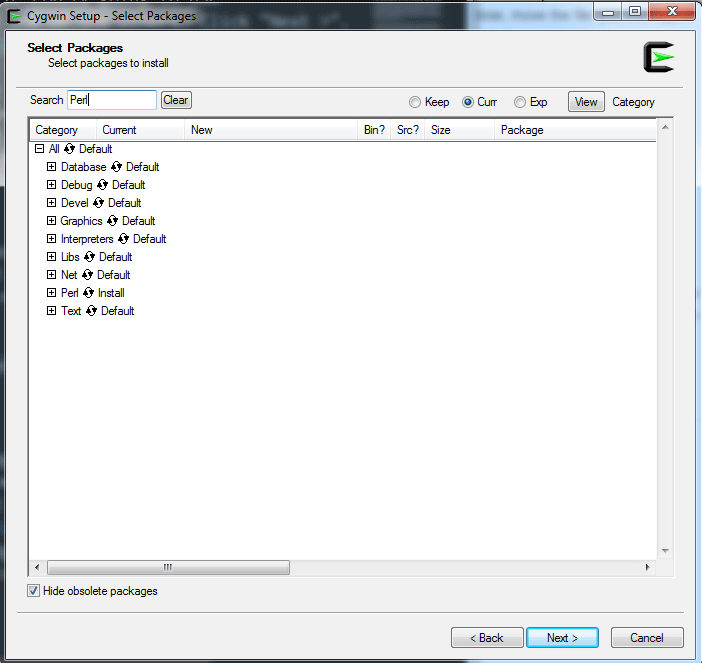 Cygwin Setup - Select Packages
Select Packages
Select packages to install
Search Perl Clear Keep Curr Exp View Category
Category Current New Bin? Src? Size Package
All Default
Database Default
Debug Default
Devel Default
Graphics Default
Interpreters Default
Libs Default
Net Default
Perl Install
Text Default
Hide obsolete packages
< Back Next > Cancel